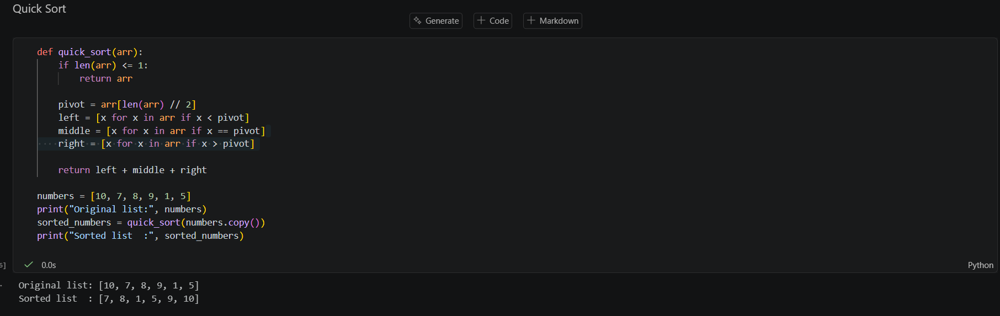 Quick Sort
Generate Code Markdown
def quick_sort(arr):
    if len(arr) <= 1:
        return arr
    pivot = arr[len(arr) // 2]
    left = [x for x in arr if x < pivot]
    middle = [x for x in arr if x == pivot]
    right = [x for x in arr if x > pivot]
    return left + middle + right
numbers = [10, 7, 8, 9, 1, 5]
print("Original list:", numbers)
sorted_numbers = quick_sort(numbers.copy())
print("Sorted list  :", sorted_numbers)
6] 0.0s Python
Original list: [10, 7, 8, 9, 1, 5]
Sorted list  : [7, 8, 1, 5, 9, 10]